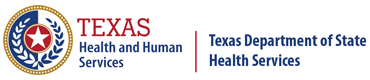 TEXAS
Health and Human
Services
Texas Department of State
Health Services